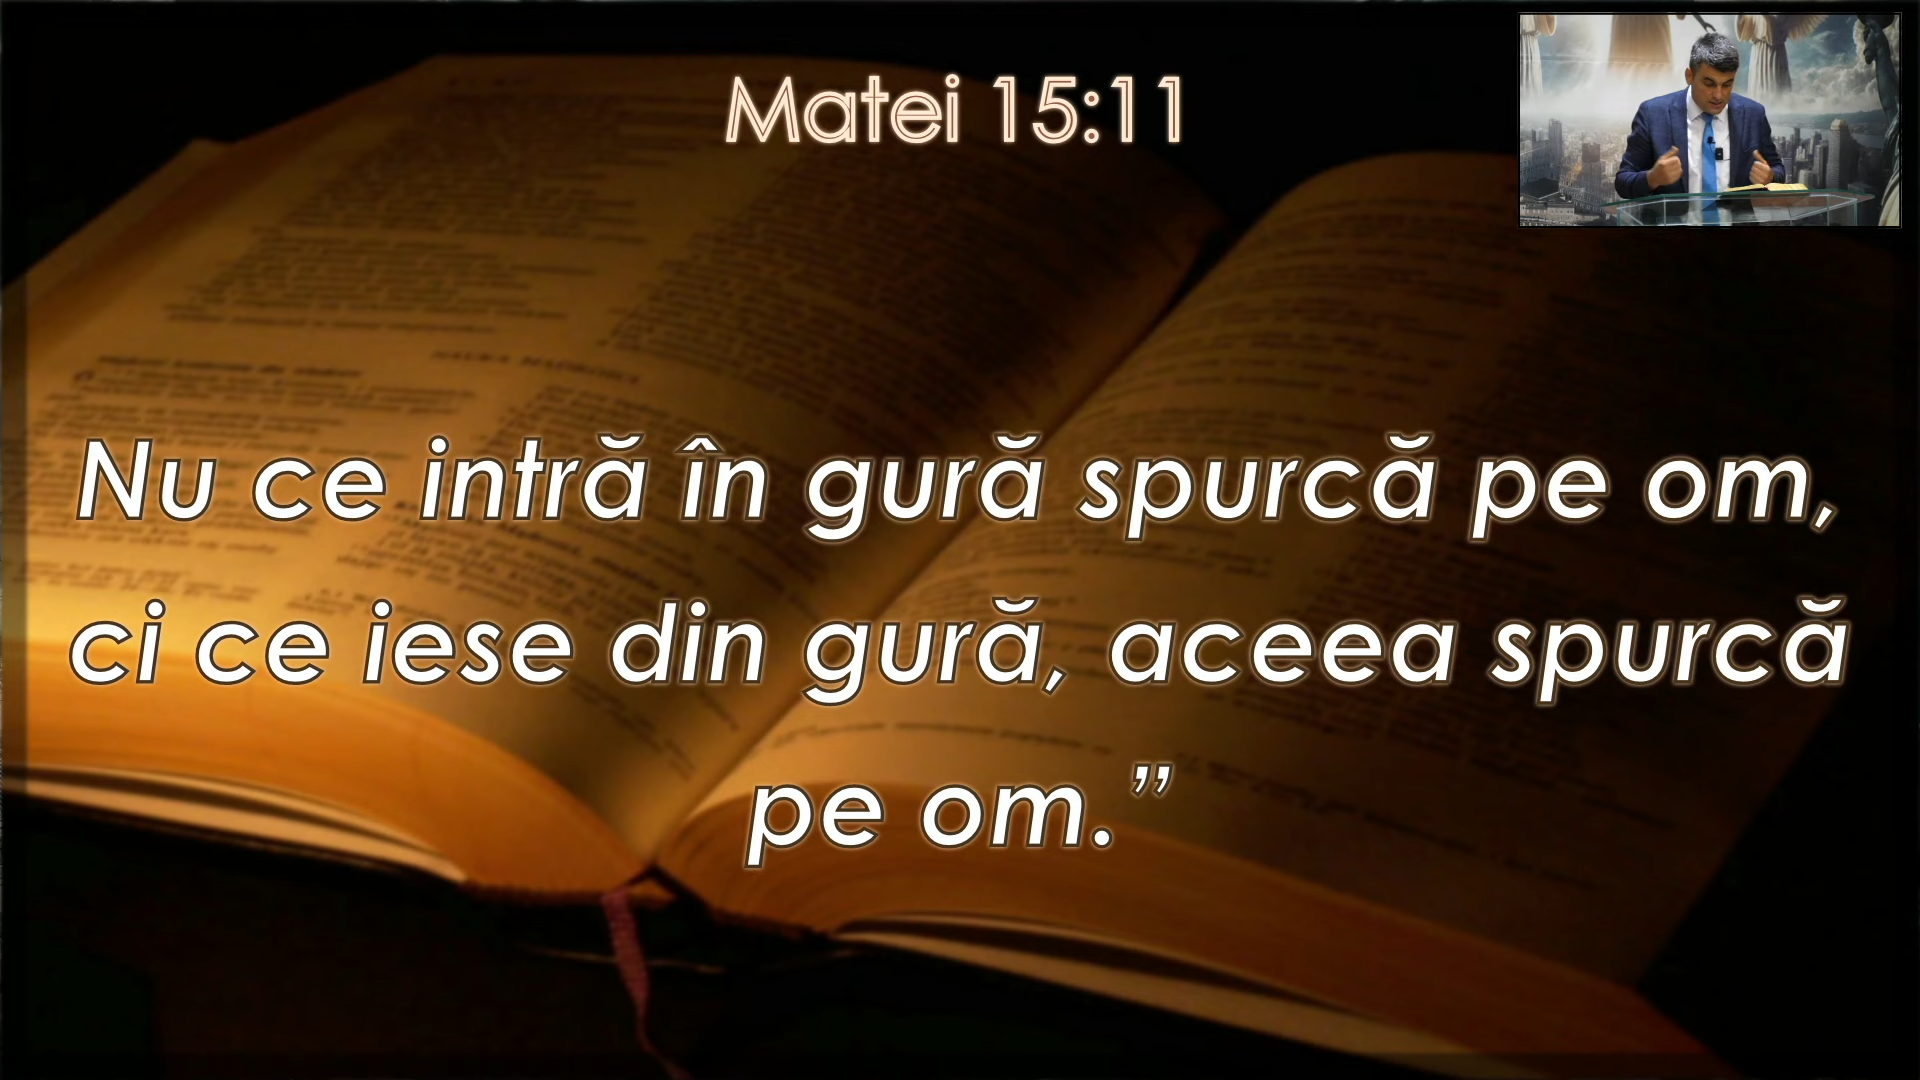 Matei 15:11
Nu ce intră în gură spurcă pe om,
ci ce iese din gură, aceea spurcă
pe om.”